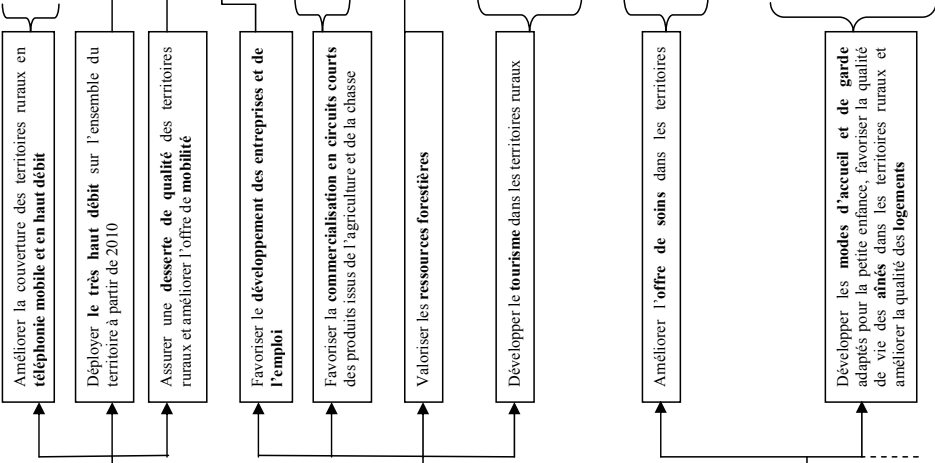 Améliorer la couverture des territoires ruraux en
téléphonie mobile et en haut débit
Déployer le très haut débit sur l'ensemble du
territoire à partir de 2010
Assurer une desserte de qualité des territoires
ruraux et améliorer l'offre de mobilité
Favoriser le développement des entreprises et de
l'emploi
Favoriser la commercialisation en circuits courts
des produits issus de l'agriculture et de la chasse
Valoriser les ressources forestières
Développer le tourisme dans les territoires ruraux
Améliorer l'offre de soins dans les territoires
Développer les modes d'accueil et de garde
adaptés pour la petite enfance, favoriser la qualité
de vie des aînés dans les territoires ruraux et
améliorer la qualité des logements